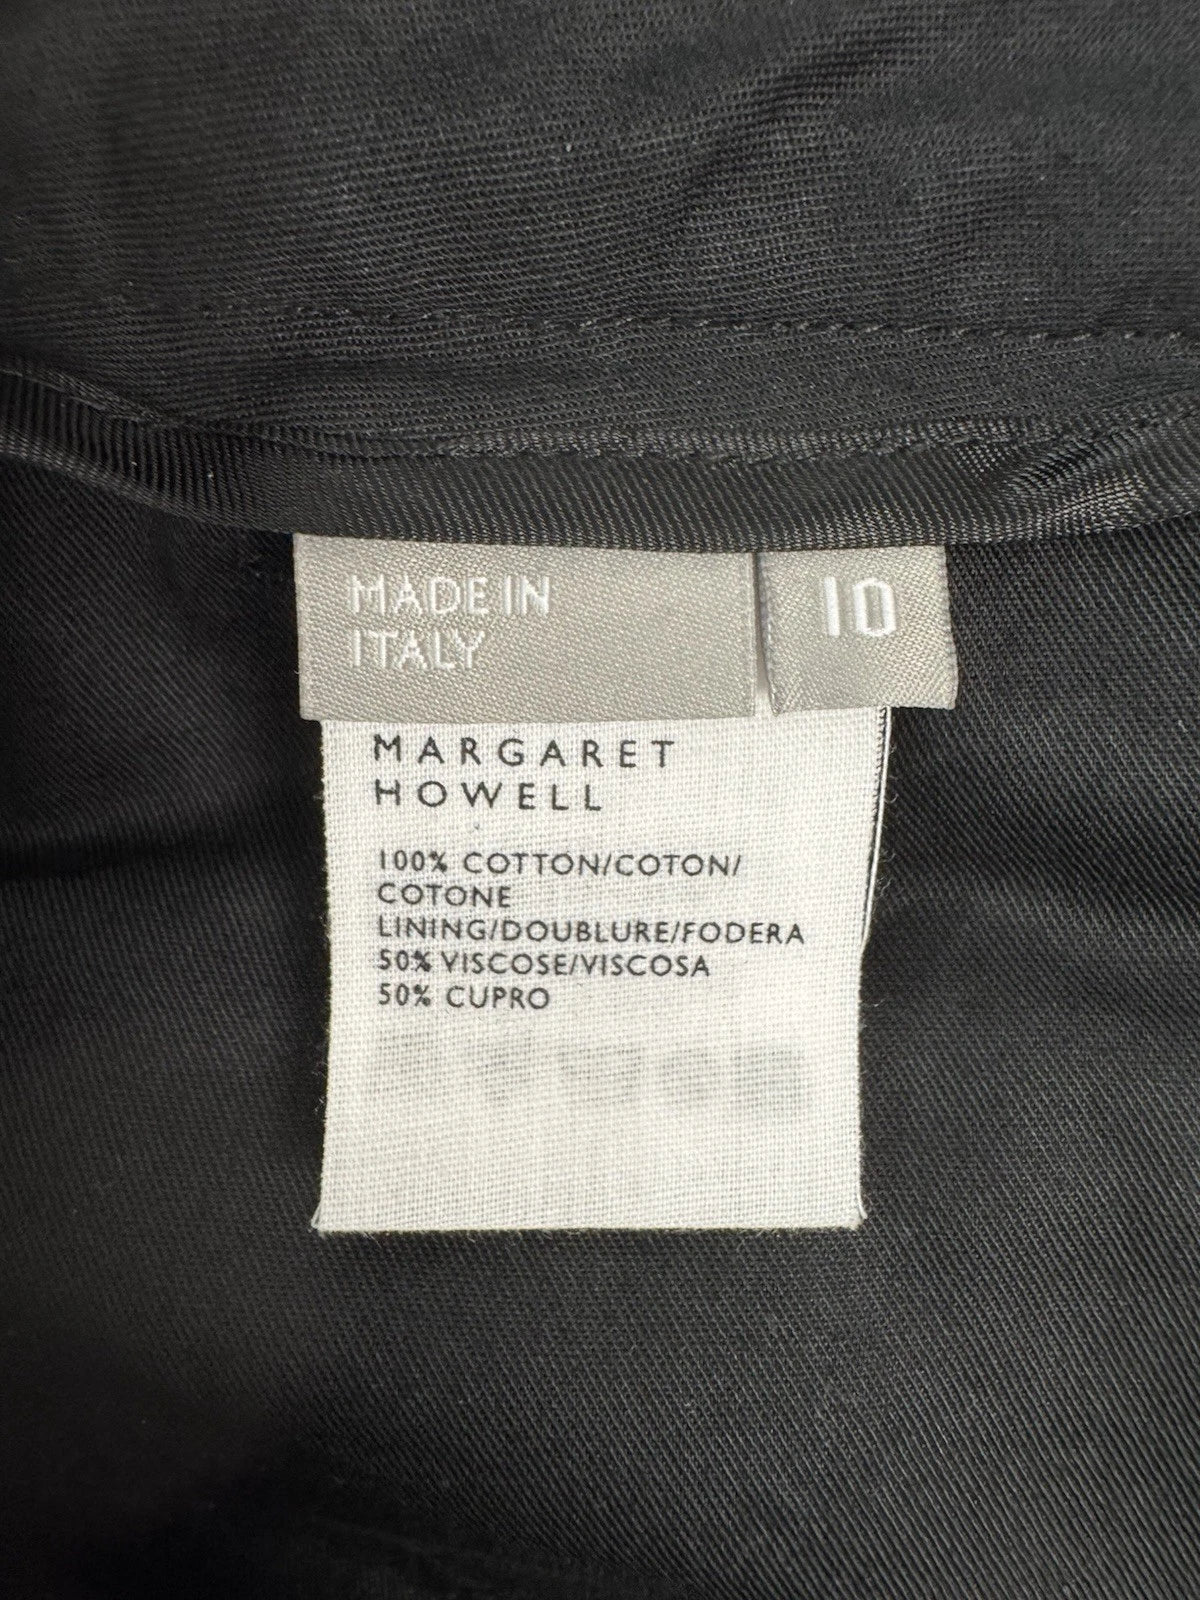 MADE IN
ITALY
10
MARGARET
HOWELL
100% COTTON/COTON/
COTONE
LINING/DOUBLURE/FODERA
50% VISCOSE/VISCOSA
50% CUPRO